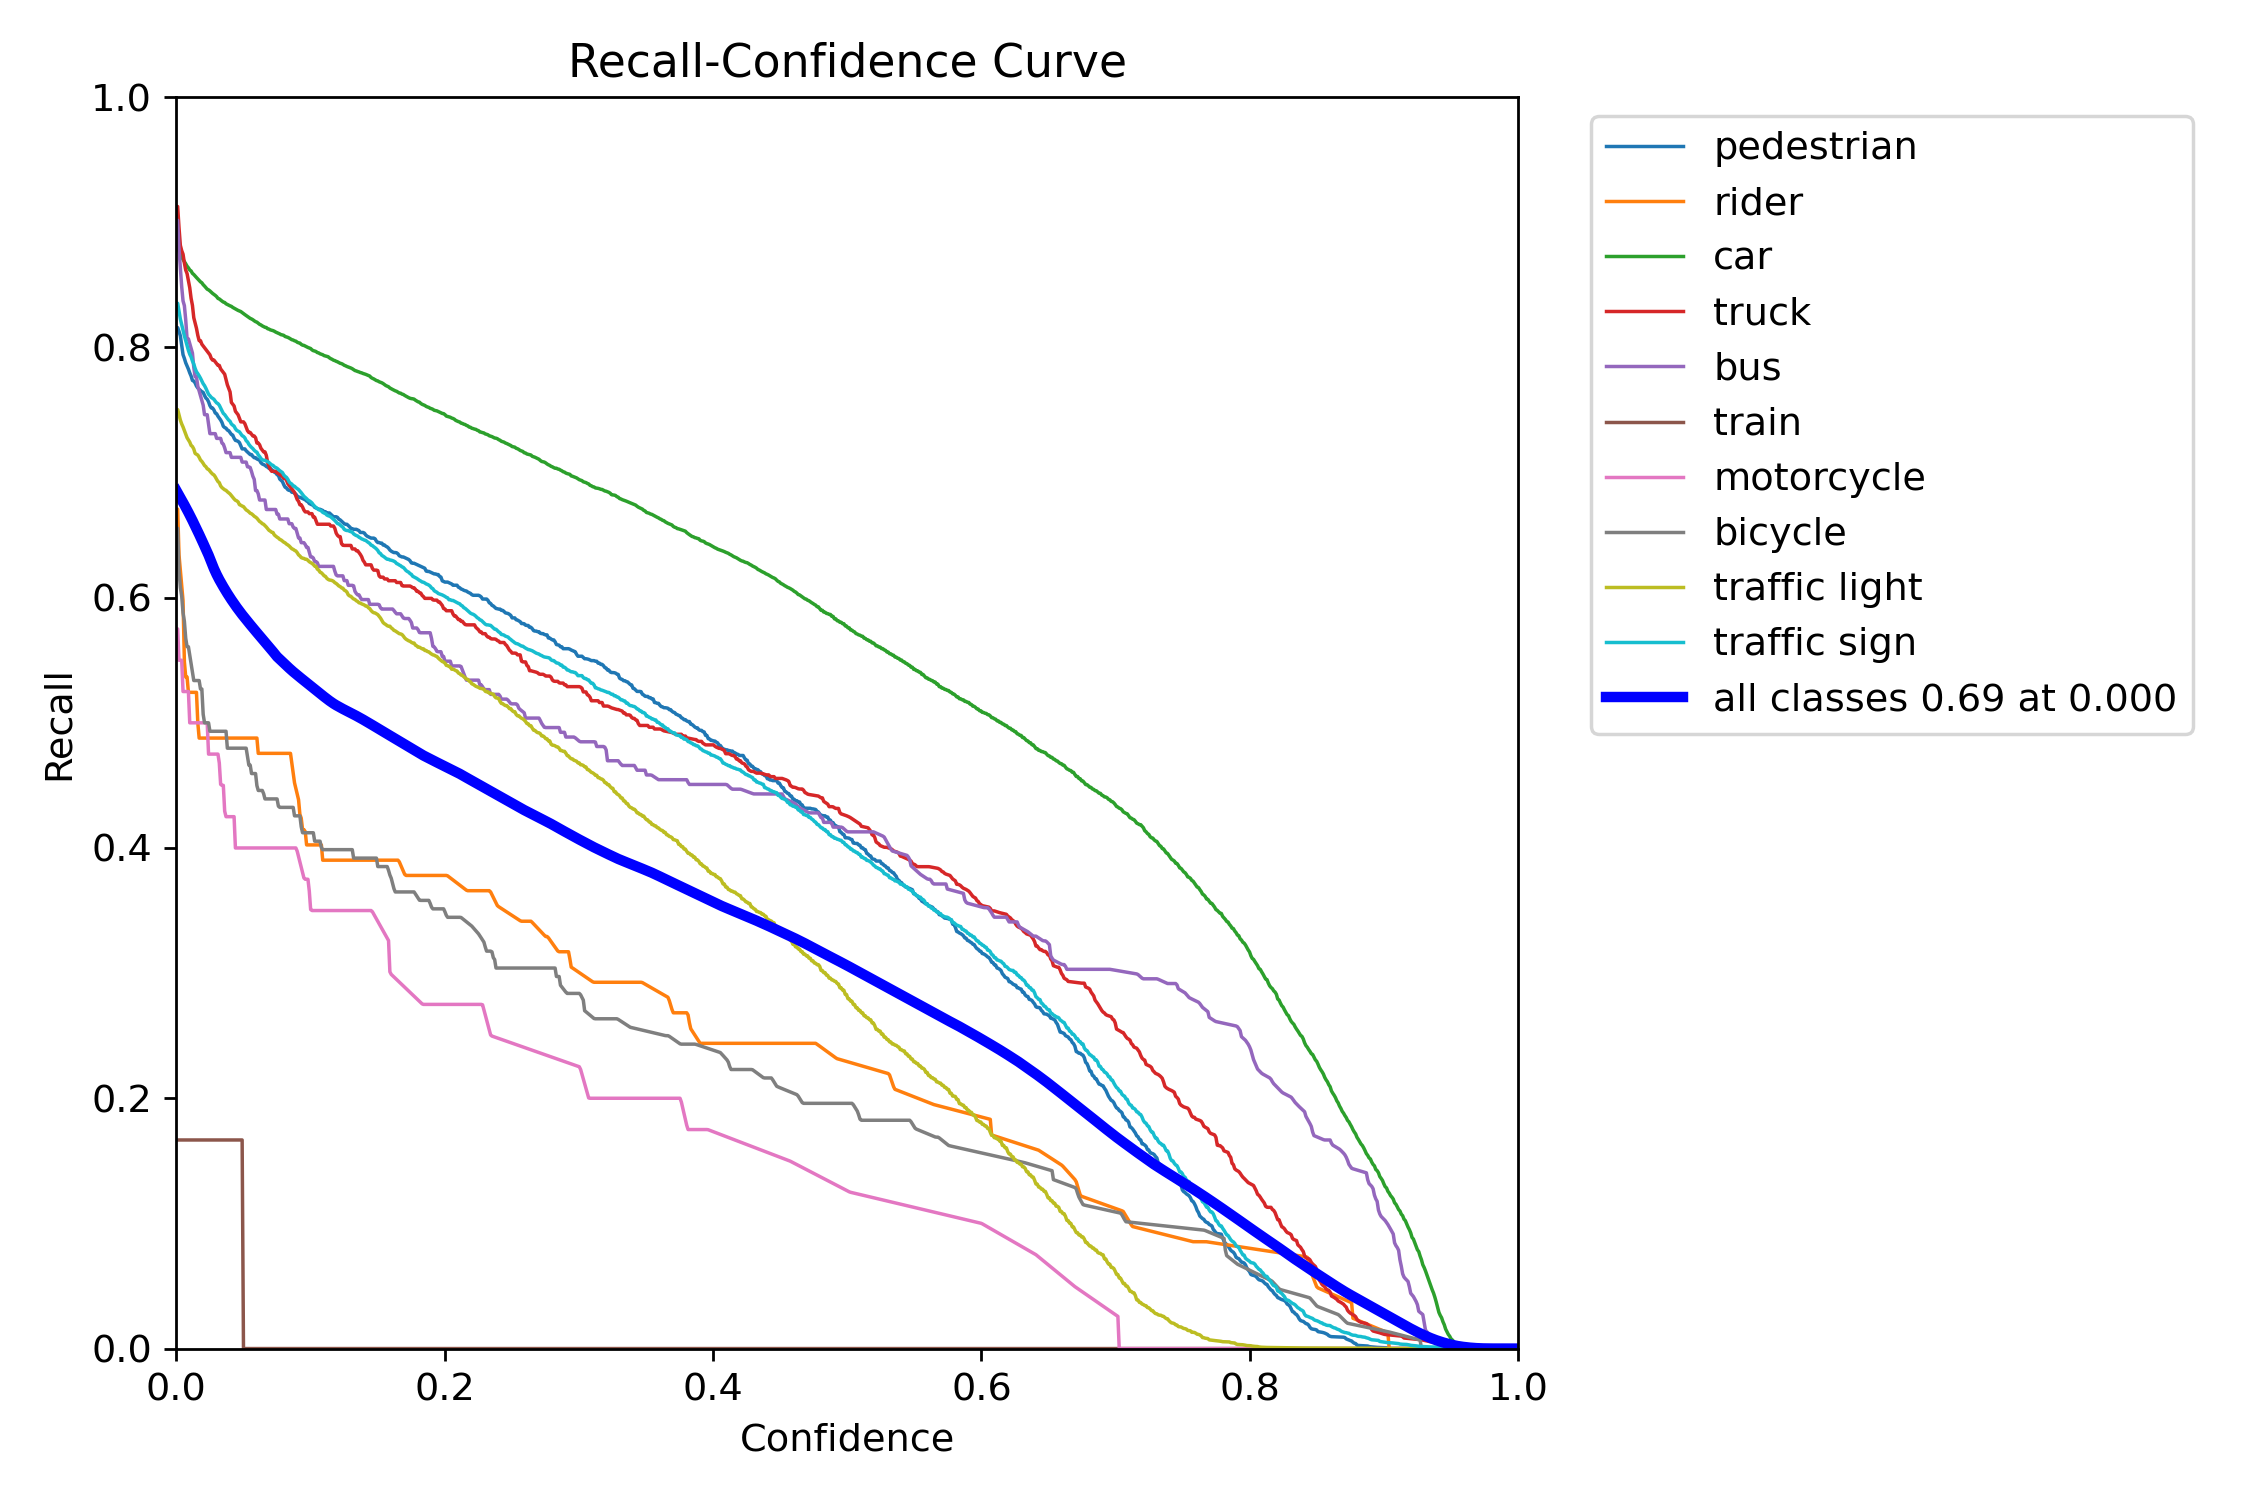 Recall-Confidence Curve
1.0
0.8
0.6
0.4
0.2
0.0
Recall
0.0 0.2 0.4 0.6 0.8 1.0
Confidence
pedestrian
rider
car
truck
bus
train
motorcycle
bicycle
traffic light
traffic sign
all classes 0.69 at 0.000